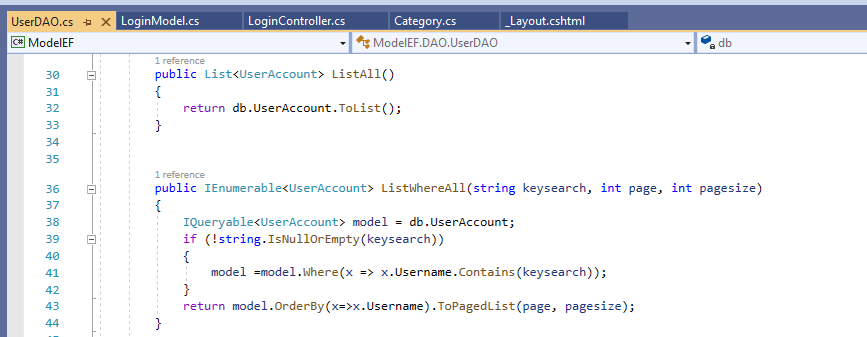 UserDAO.cs LoginModel.cs LoginController.cs Category.cs _Layout.cshtml
C# ModelEF ModelEF.DAO.UserDAO db
1 reference
30 public List<UserAccount> ListAll()
31 {
32 return db.UserAccount.ToList();
33 }
34
35
1 reference
36 public IEnumerable<UserAccount> ListWhereAll(string keysearch, int page, int pagesize)
37 {
38 IQueryable<UserAccount> model = db.UserAccount;
39 if (!string.IsNullOrEmpty(keysearch))
40 {
41 model =model.Where(x => x.Username.Contains(keysearch));
42 }
43 return model.OrderBy(x=>x.Username).ToPagedList(page, pagesize);
44 }